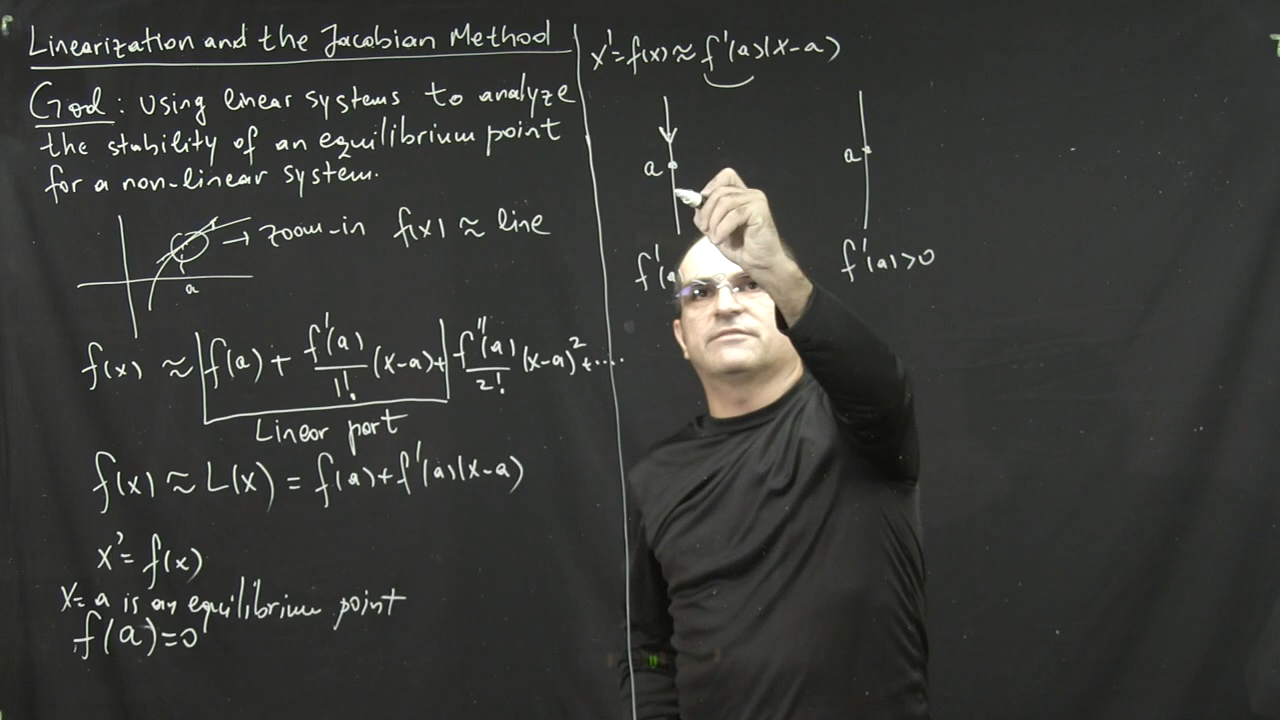 Linearization and the Jacobian Method
Goal: Using linear systems to analyze
the stability of an equilibrium point
for a non-linear system.
→ zoom-in f(x) ≈ line
a
f(x) ≈ f(a) + f'(a)/1! (x-a) + f''(a)/2! (x-a)² + ....
Linear part
f(x) ≈ L(x) = f(a) + f'(a)(x-a)
x' = f(x)
x = a is an equilibrium point
f(a) = 0
x' = f(x) ≈ f'(a)(x-a)
a
a
f'(a)
f'(a) > 0